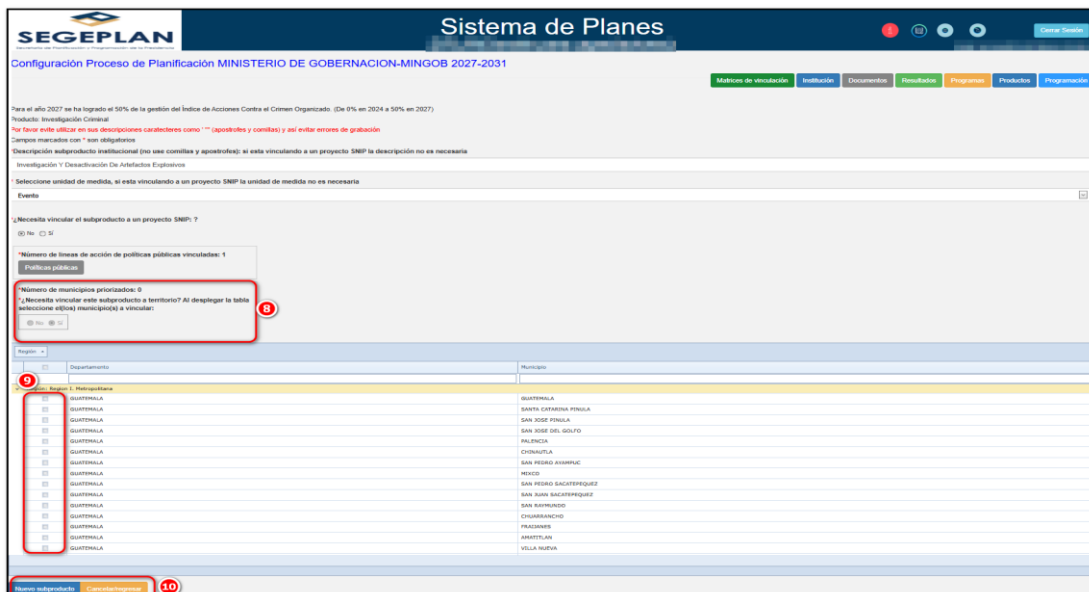 SEGEPLAN
Secretaría de Planificación y Programación de la Presidencia
Sistema de Planes
Cerrar Sesión
Configuración Proceso de Planificación MINISTERIO DE GOBERNACION-MINGOB 2027-2031
Matrices de vinculación Institución Documentos Resultados Programas Productos Programación
Para el año 2027 se ha logrado el 50% de la gestión del Índice de Acciones Contra el Crimen Organizado. (De 0% en 2024 a 50% en 2027)
Producto: Investigación Criminal
Por favor evite utilizar en sus descripciones caratecteres como ' "" (apostrofes y comillas) y así evitar errores de grabación
Campos marcados con * son obligatorios
*Descripción subproducto institucional (no use comillas y apostrofes): si esta vinculando a un proyecto SNIP la descripción no es necesaria
Investigación Y Desactivación De Artefactos Explosivos
* Seleccione unidad de medida, si esta vinculando a un proyecto SNIP la unidad de medida no es necesaria
Evento
*¿Necesita vincular el subproducto a un proyecto SNIP: ?
No Sí
*Número de líneas de acción de políticas públicas vinculadas: 1
Políticas públicas
*Número de municipios priorizados: 0
*¿Necesita vincular este subproducto a territorio? Al desplegar la tabla
seleccione el(los) municipio(s) a vincular:
8
No Sí
Región
Departamento Municipio
9
Región: Region I. Metropolitana
GUATEMALA GUATEMALA
GUATEMALA SANTA CATARINA PINULA
GUATEMALA SAN JOSE PINULA
GUATEMALA SAN JOSE DEL GOLFO
GUATEMALA PALENCIA
GUATEMALA CHINAUTLA
GUATEMALA SAN PEDRO AYAMPUC
GUATEMALA MIXCO
GUATEMALA SAN PEDRO SACATEPEQUEZ
GUATEMALA SAN JUAN SACATEPEQUEZ
GUATEMALA SAN RAYMUNDO
GUATEMALA CHUARRANCHO
GUATEMALA FRAIJANES
GUATEMALA AMATITLAN
GUATEMALA VILLA NUEVA
Nuevo subproducto Cancelar/regresar 10